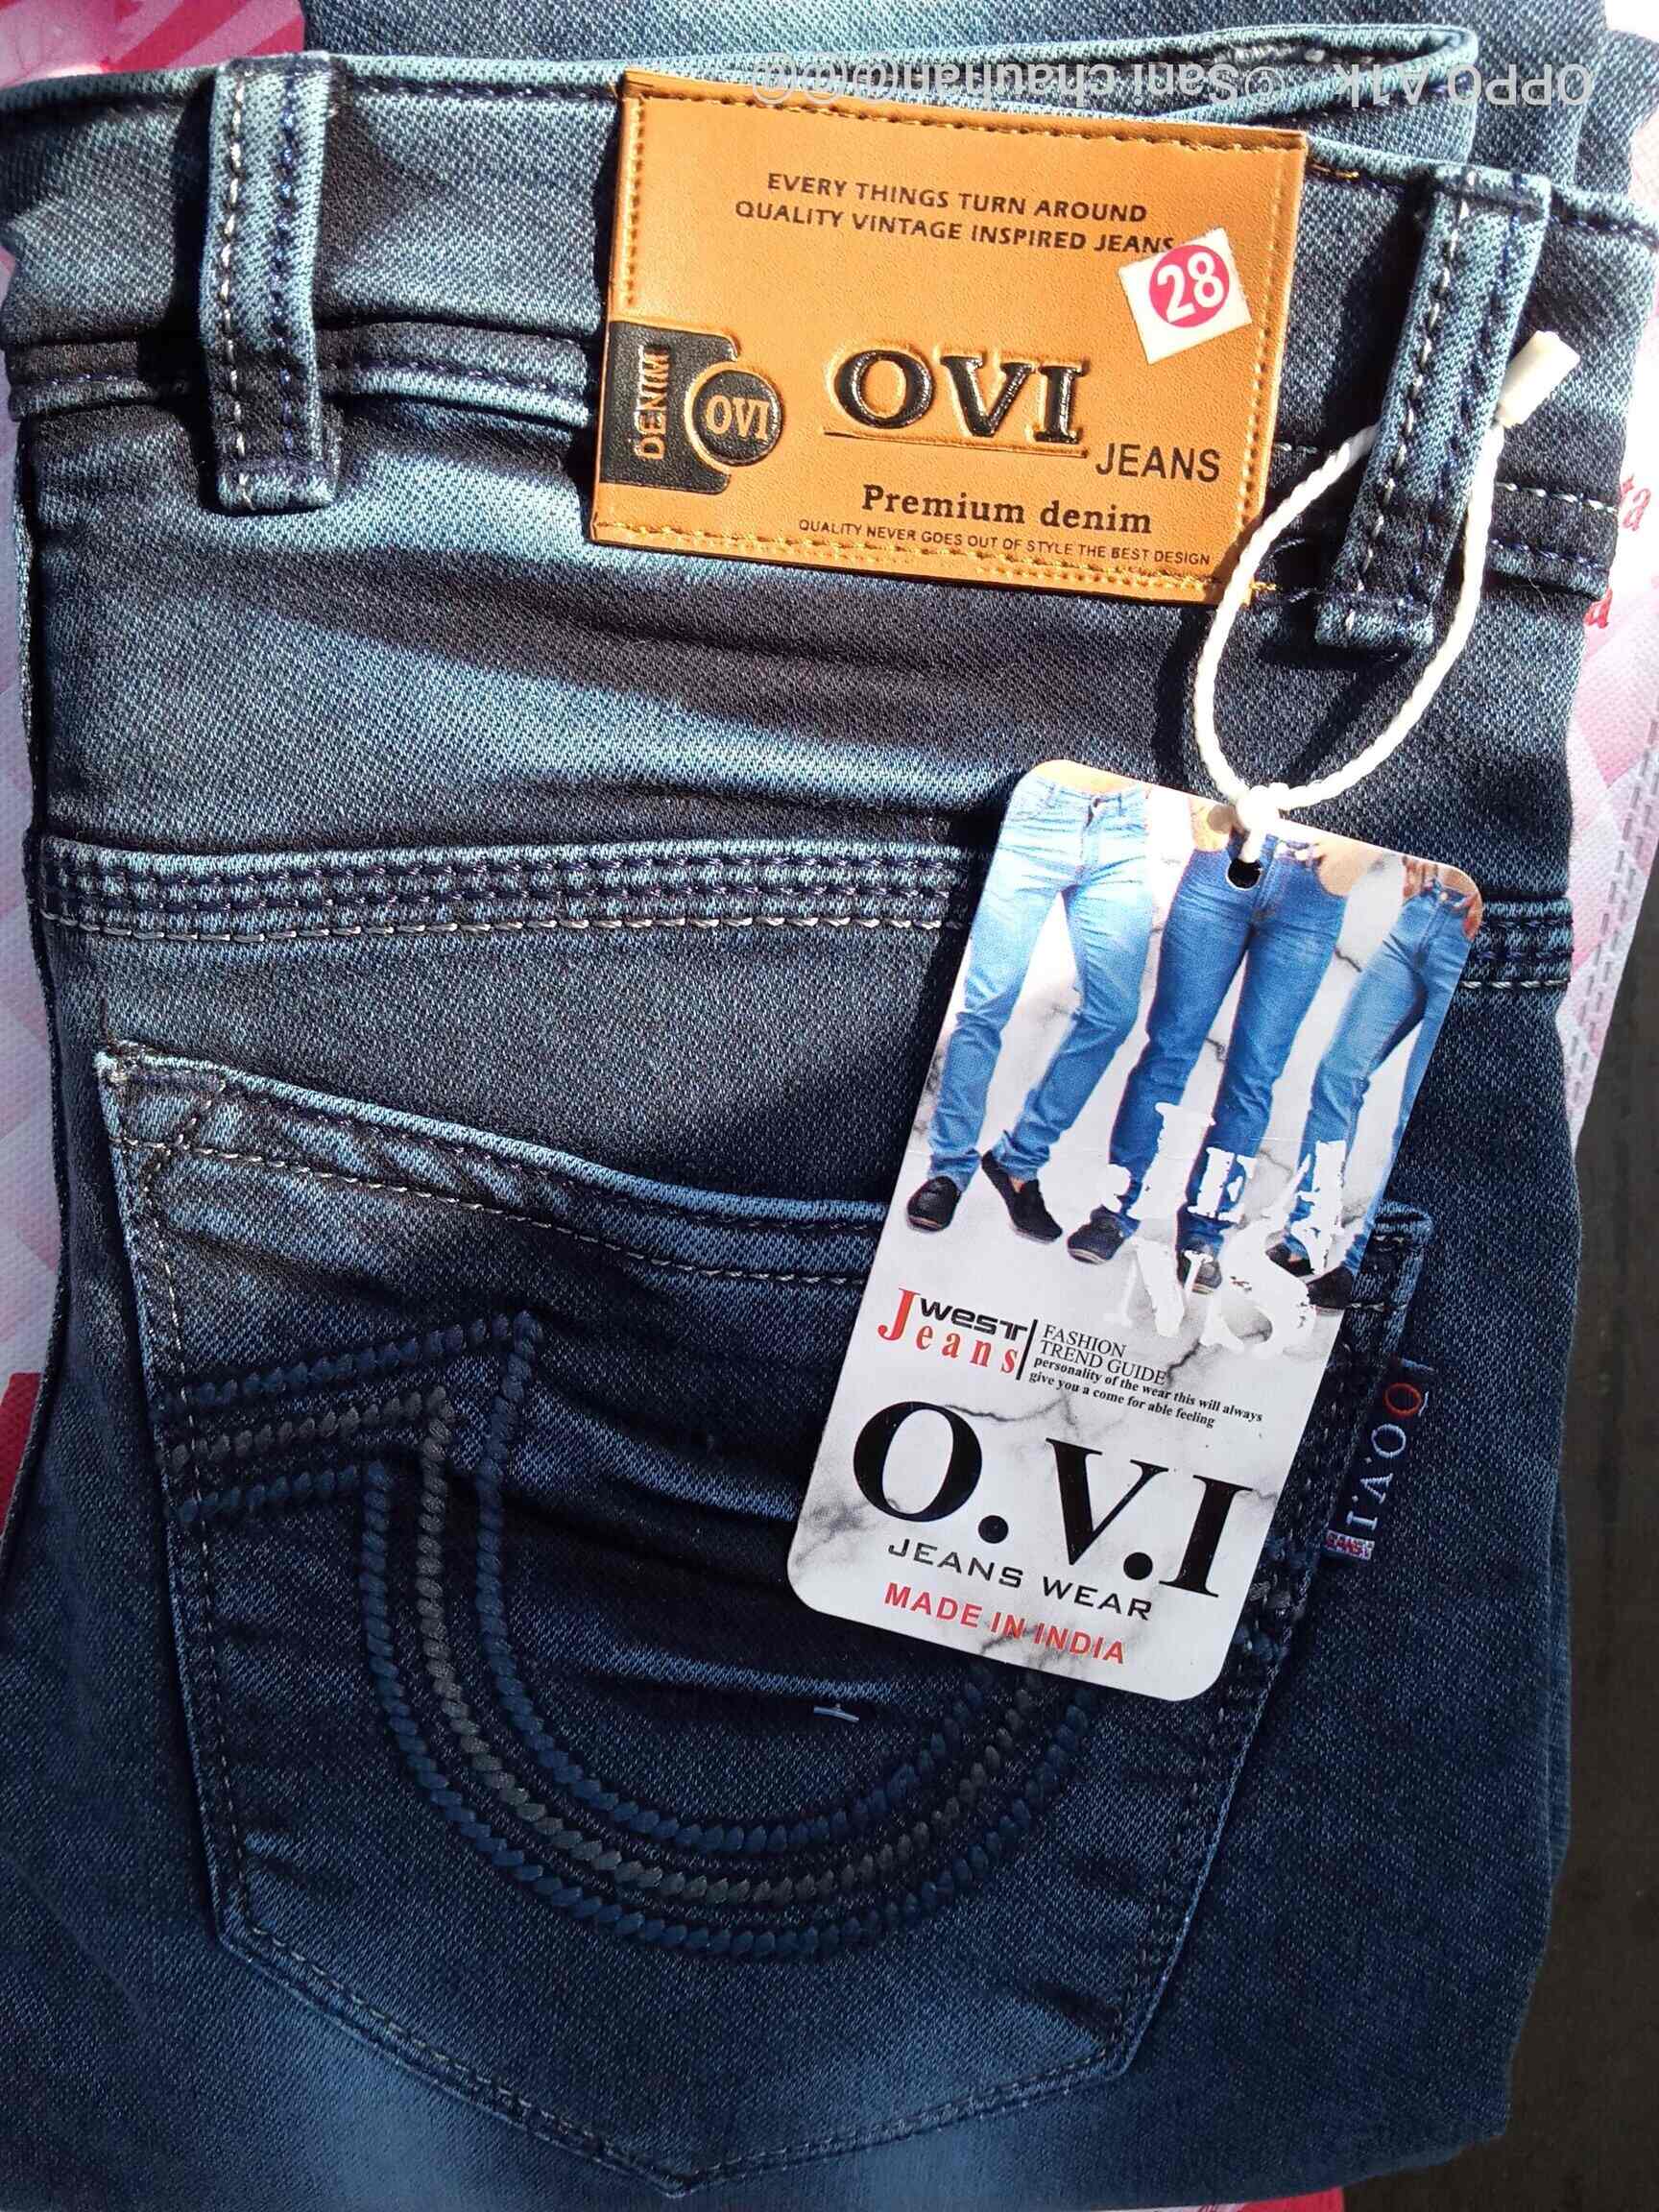 OPPO A1k ©Sani chauhan@@@@
EVERY THINGS TURN AROUND
QUALITY VINTAGE INSPIRED JEANS
28
DENIM
OVI
OVI
JEANS
Premium denim
QUALITY NEVER GOES OUT OF STYLE THE BEST DESIGN
JEA
NS
West
Jeans
FASHION
TREND GUIDE
personality of the wear this will always
give you a come for able feeling
O.V.I
JEANS WEAR
MADE IN INDIA
O.V.I